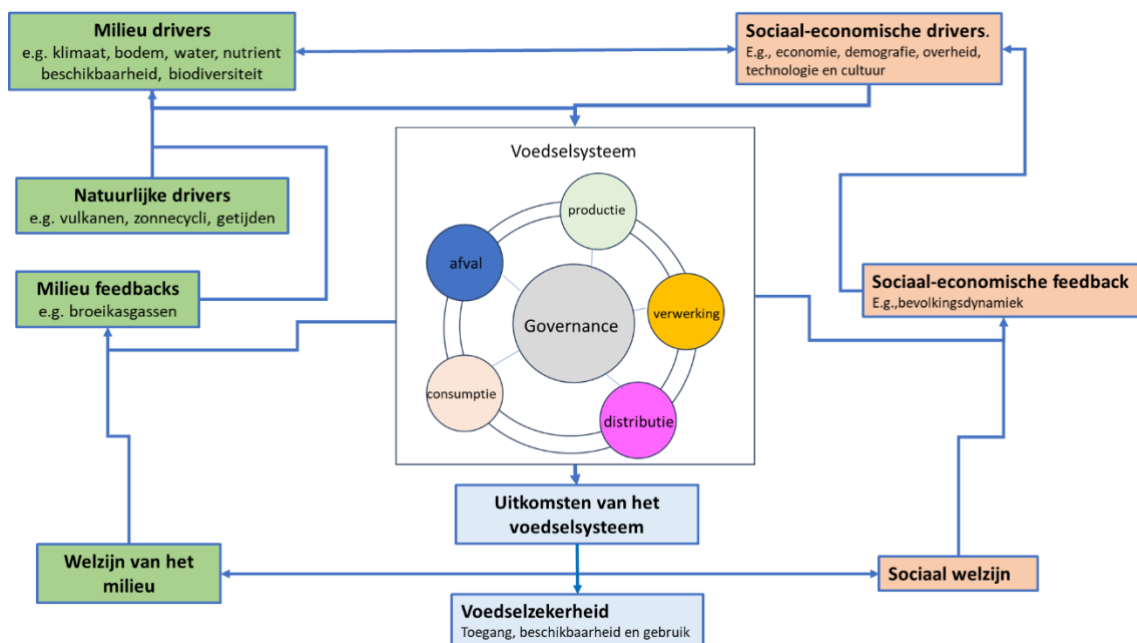 Milieu drivers
e.g. klimaat, bodem, water, nutrient
beschikbaarheid, biodiversiteit
Sociaal-economische drivers.
E.g., economie, demografie, overheid,
technologie en cultuur
Voedselsysteem
productie
Natuurlijke drivers
e.g. vulkanen, zonnecycli, getijden
afval
Milieu feedbacks
e.g. broeikasgassen
Sociaal-economische feedback
E.g.,bevolkingsdynamiek
verwerking
Governance
consumptie
distributie
Uitkomsten van het
voedselsysteem
Welzijn van het
milieu
Sociaal welzijn
Voedselzekerheid
Toegang, beschikbaarheid en gebruik